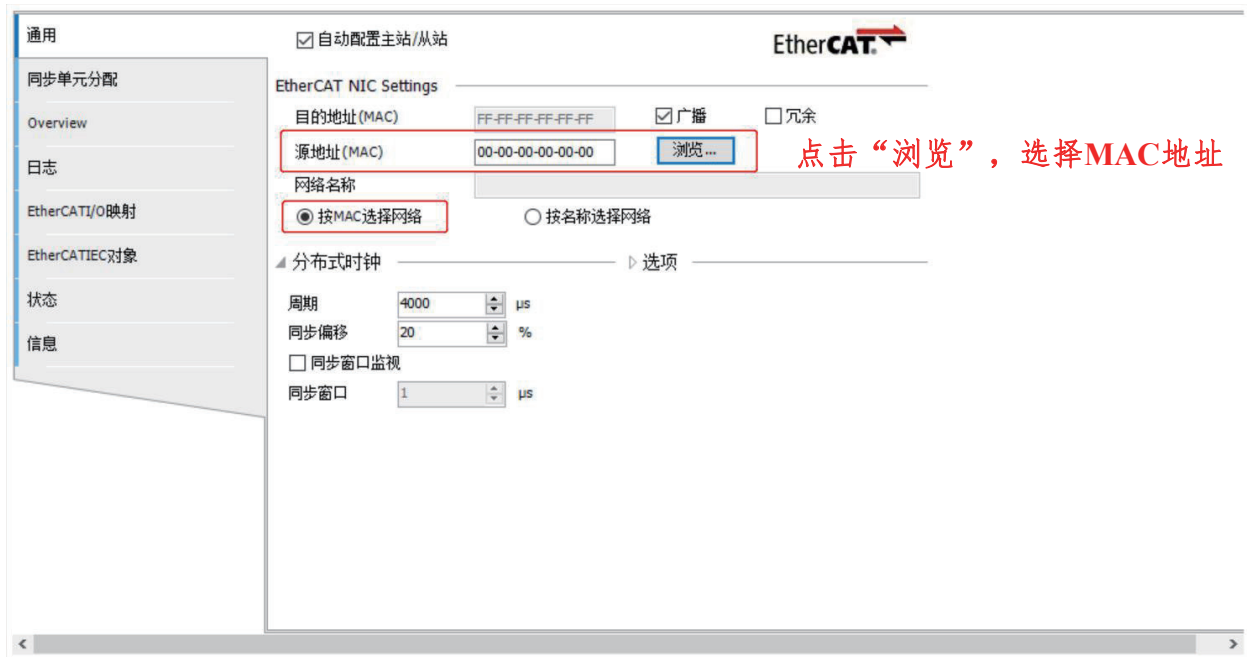 通用
同步单元分配
Overview
日志
EtherCATI/O映射
EtherCATIEC对象
状态
信息
自动配置主站/从站
EtherCAT
EtherCAT NIC Settings
目的地址(MAC) FF-FF-FF-FF-FF-FF 广播 冗余
源地址(MAC) 00-00-00-00-00-00 浏览...
点击“浏览”，选择MAC地址
网络名称
按MAC选择网络 按名称选择网络
分布式时钟 选项
周期 4000 μs
同步偏移 20 %
同步窗口监视
同步窗口 1 μs